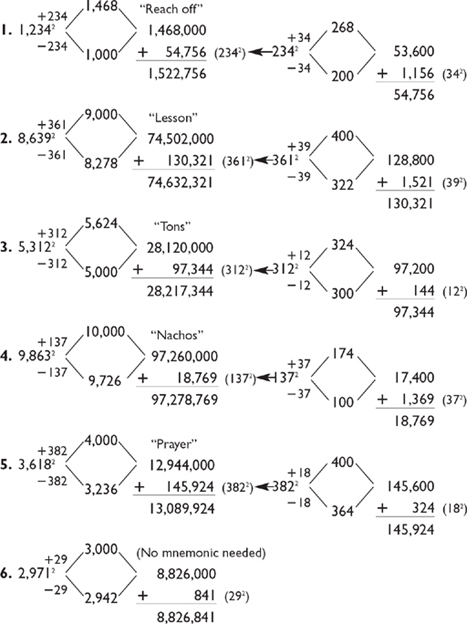 +234 1,468 "Reach off"
1. 1,234² 1,468,000 +34 268
−234 1,000 + 54,756 (234²) 234² 53,600
1,522,756 −34 200 + 1,156 (34²)
54,756
+361 9,000 "Lesson"
2. 8,639² 74,502,000 +39 400
−361 8,278 + 130,321 (361²) 361² 128,800
74,632,321 −39 322 + 1,521 (39²)
130,321
+312 5,624 "Tons"
3. 5,312² 28,120,000 +12 324
−312 5,000 + 97,344 (312²) 312² 97,200
28,217,344 −12 300 + 144 (12²)
97,344
+137 10,000 "Nachos"
4. 9,863² 97,260,000 +37 174
−137 9,726 + 18,769 (137²) 137² 17,400
97,278,769 −37 100 + 1,369 (37²)
18,769
+382 4,000 "Prayer"
5. 3,618² 12,944,000 +18 400
−382 3,236 + 145,924 (382²) 382² 145,600
13,089,924 −18 364 + 324 (18²)
145,924
+29 3,000 (No mnemonic needed)
6. 2,971² 8,826,000
−29 2,942 + 841 (29²)
8,826,841